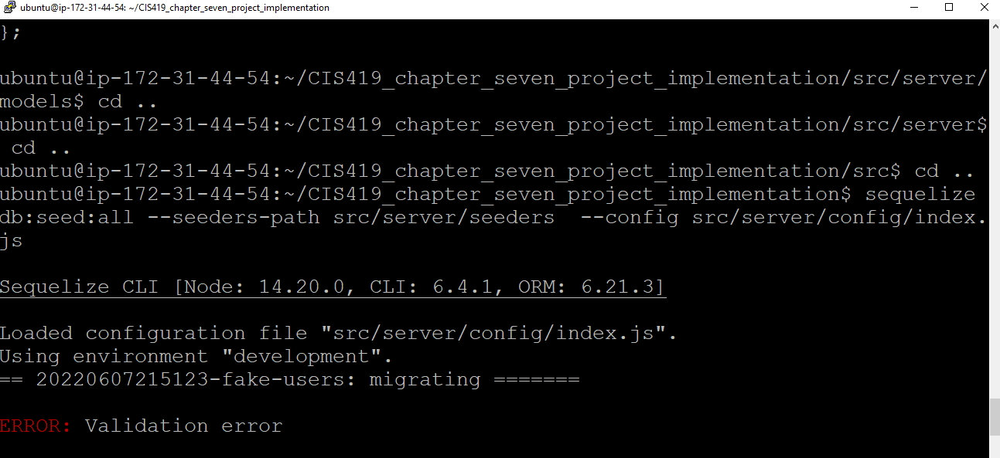 ubuntu@ip-172-31-44-54: ~/CIS419_chapter_seven_project_implementation
};
ubuntu@ip-172-31-44-54:~/CIS419_chapter_seven_project_implementation/src/server/
models$ cd ..
ubuntu@ip-172-31-44-54:~/CIS419_chapter_seven_project_implementation/src/server$
 cd ..
ubuntu@ip-172-31-44-54:~/CIS419_chapter_seven_project_implementation/src$ cd ..
ubuntu@ip-172-31-44-54:~/CIS419_chapter_seven_project_implementation$ sequelize
db:seed:all --seeders-path src/server/seeders  --config src/server/config/index.
js
Sequelize CLI [Node: 14.20.0, CLI: 6.4.1, ORM: 6.21.3]
Loaded configuration file "src/server/config/index.js".
Using environment "development".
== 20220607215123-fake-users: migrating =======
ERROR: Validation error